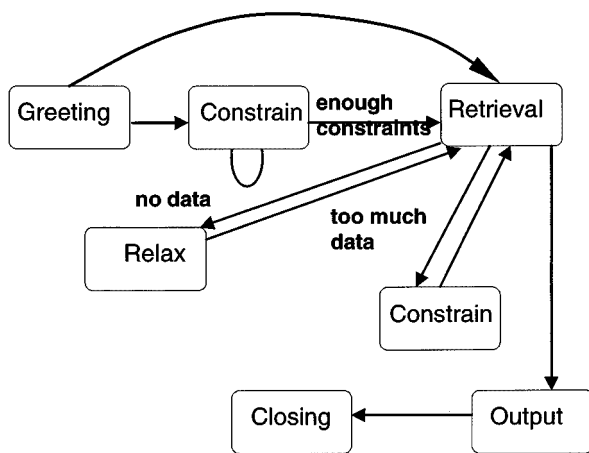 Greeting
Constrain
enough
constraints
Retrieval
no data
too much
data
Relax
Constrain
Closing
Output